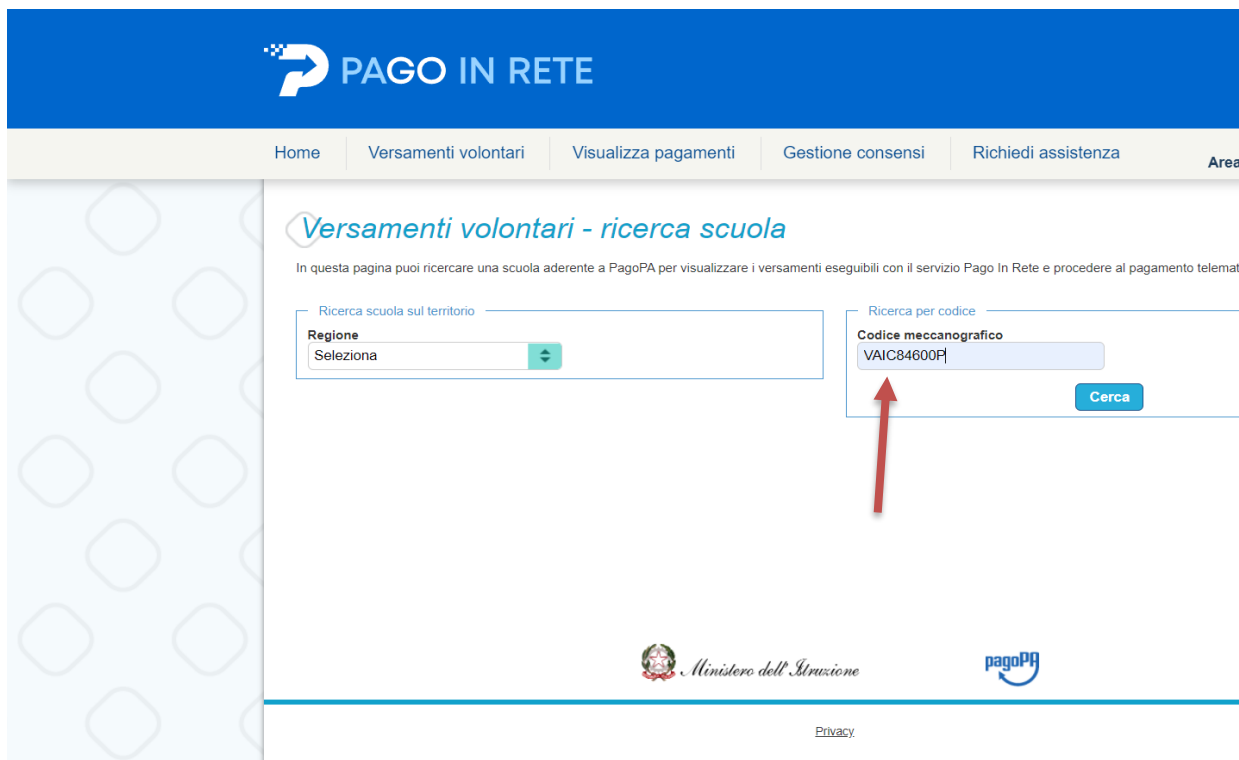 PAGO IN RETE
Home Versamenti volontari Visualizza pagamenti Gestione consensi Richiedi assistenza Area
Versamenti volontari - ricerca scuola
In questa pagina puoi ricercare una scuola aderente a PagoPA per visualizzare i versamenti eseguibili con il servizio Pago In Rete e procedere al pagamento telemat
Ricerca scuola sul territorio
Regione
Seleziona
Ricerca per codice
Codice meccanografico
VAIC84600P
Cerca
Ministero dell'Istruzione
pagoPA
Privacy